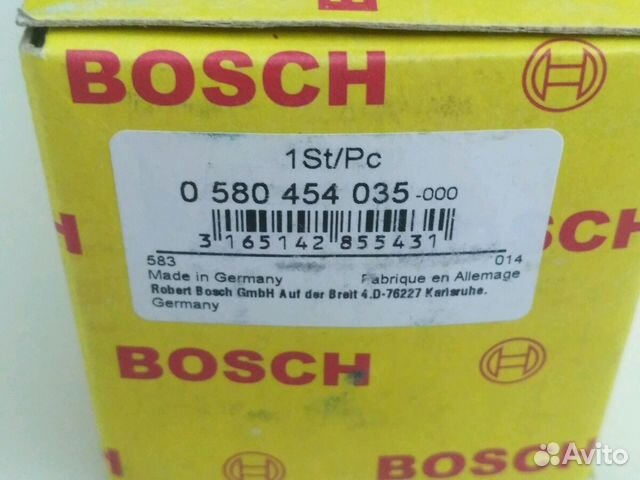 BOSCH
1St/Pc
0 580 454 035-000
3 165142 855431
583 014
Made in Germany Fabrique en Allemage
Robert Bosch GmbH Auf der Breit 4.D-76227 Karlsruhe.
Germany
SCH
BOSCH
CH
BOSCH
Avito